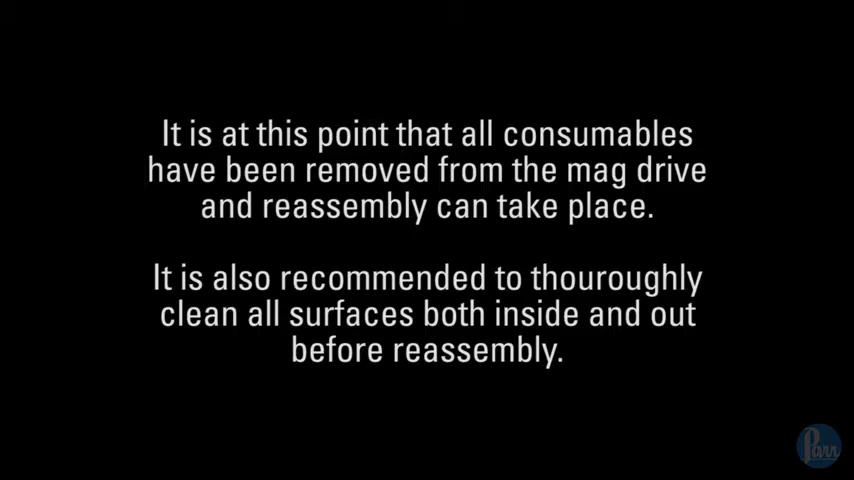 It is at this point that all consumables
have been removed from the mag drive
and reassembly can take place.
It is also recommended to thouroughly
clean all surfaces both inside and out
before reassembly.
Parr